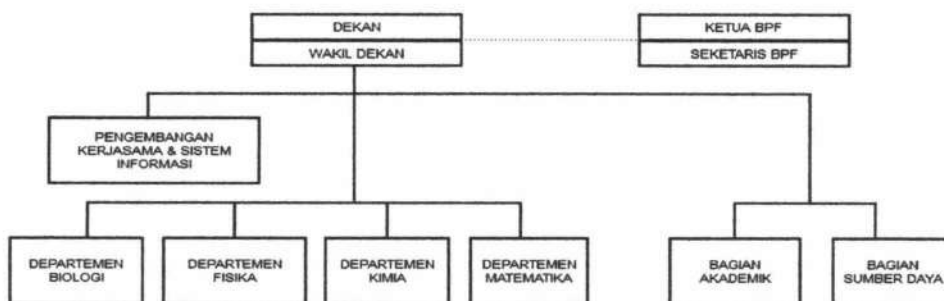 DEKAN
WAKIL DEKAN
KETUA BPF
SEKETARIS BPF
PENGEMBANGAN
KERJASAMA & SISTEM
INFORMASI
DEPARTEMEN
BIOLOGI
DEPARTEMEN
FISIKA
DEPARTEMEN
KIMIA
DEPARTEMEN
MATEMATIKA
BAGIAN
AKADEMIK
BAGIAN
SUMBER DAYA